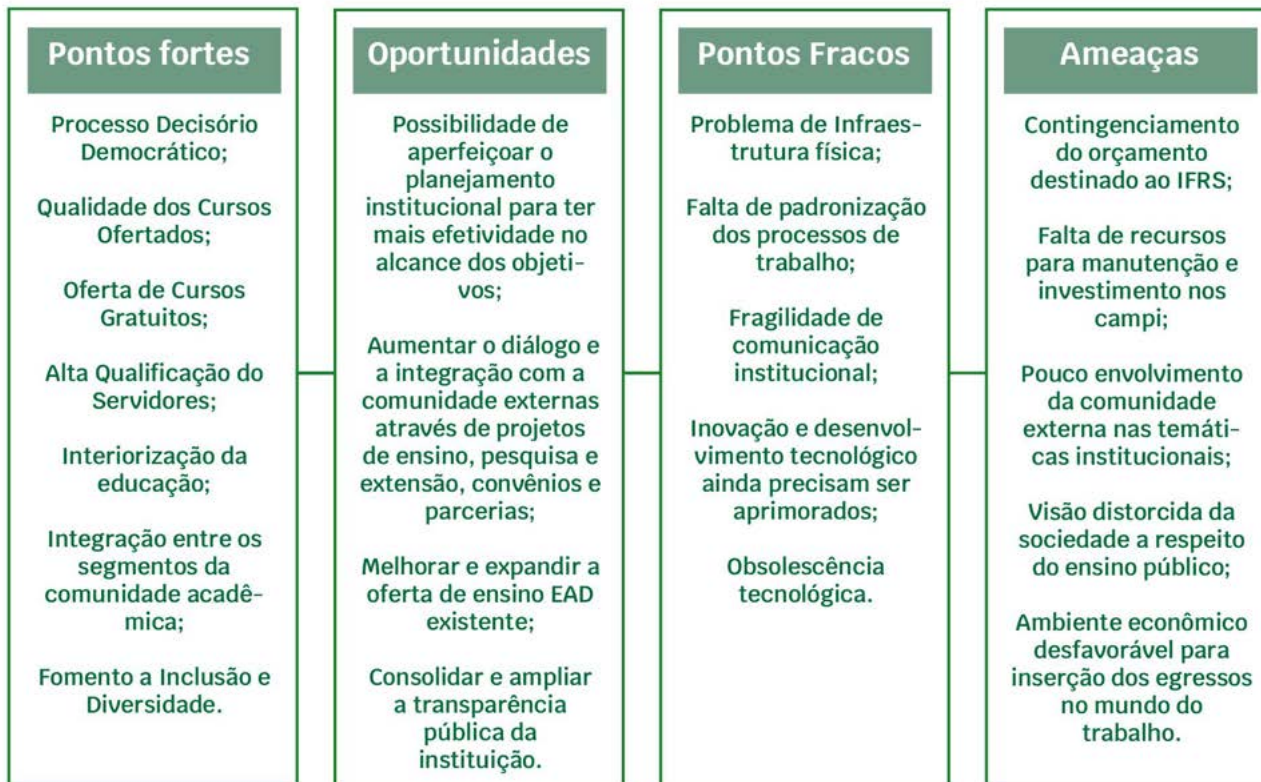 Pontos fortes
Processo Decisório
Democrático;
Qualidade dos Cursos
Ofertados;
Oferta de Cursos
Gratuitos;
Alta Qualificação do
Servidores;
Interiorização da
educação;
Integração entre os
segmentos da
comunidade acadê-
mica;
Fomento a Inclusão e
Diversidade.
Oportunidades
Possibilidade de
aperfeiçoar o
planejamento
institucional para ter
mais efetividade no
alcance dos objeti-
vos;
Aumentar o diálogo e
a integração com a
comunidade externas
através de projetos
de ensino, pesquisa e
extensão, convênios e
parcerias;
Melhorar e expandir a
oferta de ensino EAD
existente;
Consolidar e ampliar
a transparência
pública da
instituição.
Pontos Fracos
Problema de Infraes-
trutura física;
Falta de padronização
dos processos de
trabalho;
Fragilidade de
comunicação
institucional;
Inovação e desenvol-
vimento tecnológico
ainda precisam ser
aprimorados;
Obsolescência
tecnológica.
Ameaças
Contingenciamento
do orçamento
destinado ao IFRS;
Falta de recursos
para manutenção e
investimento nos
campi;
Pouco envolvimento
da comunidade
externa nas temáti-
cas institucionais;
Visão distorcida da
sociedade a respeito
do ensino público;
Ambiente econômico
desfavorável para
inserção dos egressos
no mundo do
trabalho.